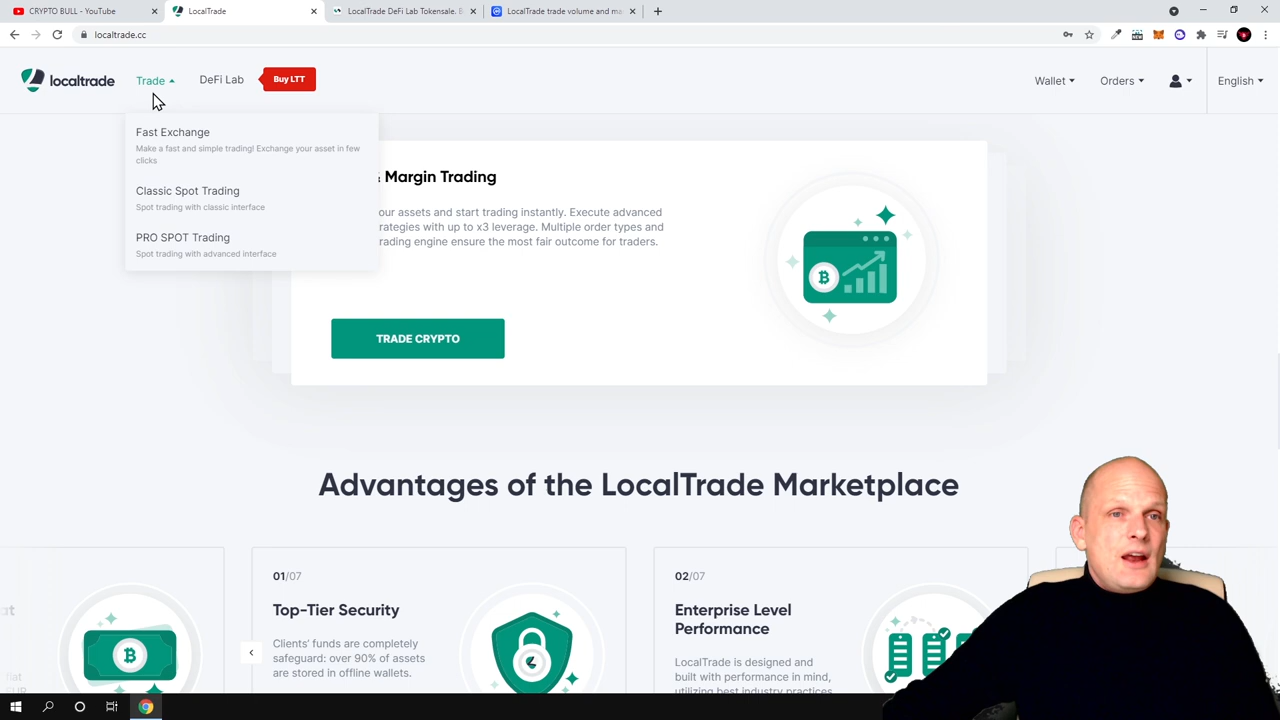 CRYPTO BULL - YouTube
LocalTrade
LocalTrade DeFi Lab Tokensale. B
LocalTrade trade volume and ma
localtrade.cc
localtrade
Trade
DeFi Lab
Buy LTT
Wallet
Orders
English
Fast Exchange
Make a fast and simple trading! Exchange your asset in few
clicks
Classic Spot Trading
Spot trading with classic interface
PRO SPOT Trading
Spot trading with advanced interface
Margin Trading
our assets and start trading instantly. Execute advanced
rategies with up to x3 leverage. Multiple order types and
rading engine ensure the most fair outcome for traders.
TRADE CRYPTO
Advantages of the LocalTrade Marketplace
01/07
Top-Tier Security
Clients' funds are completely
safeguard: over 90% of assets
are stored in offline wallets.
02/07
Enterprise Level
Performance
LocalTrade is designed and
built with performance in mind,
utilizing best industry practices